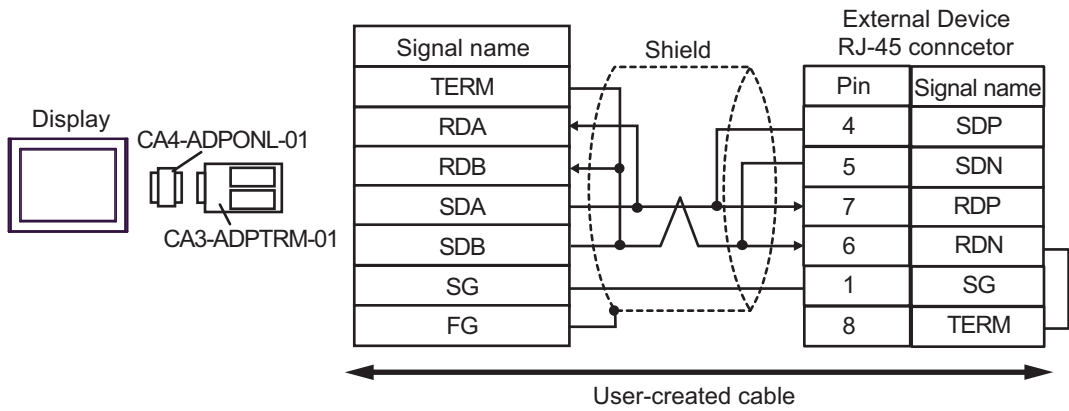 Display
CA4-ADPONL-01
CA3-ADPTRM-01
Signal name
TERM
RDA
RDB
SDA
SDB
SG
FG
Shield
External Device
RJ-45 conncetor
Pin Signal name
4 SDP
5 SDN
7 RDP
6 RDN
1 SG
8 TERM
User-created cable